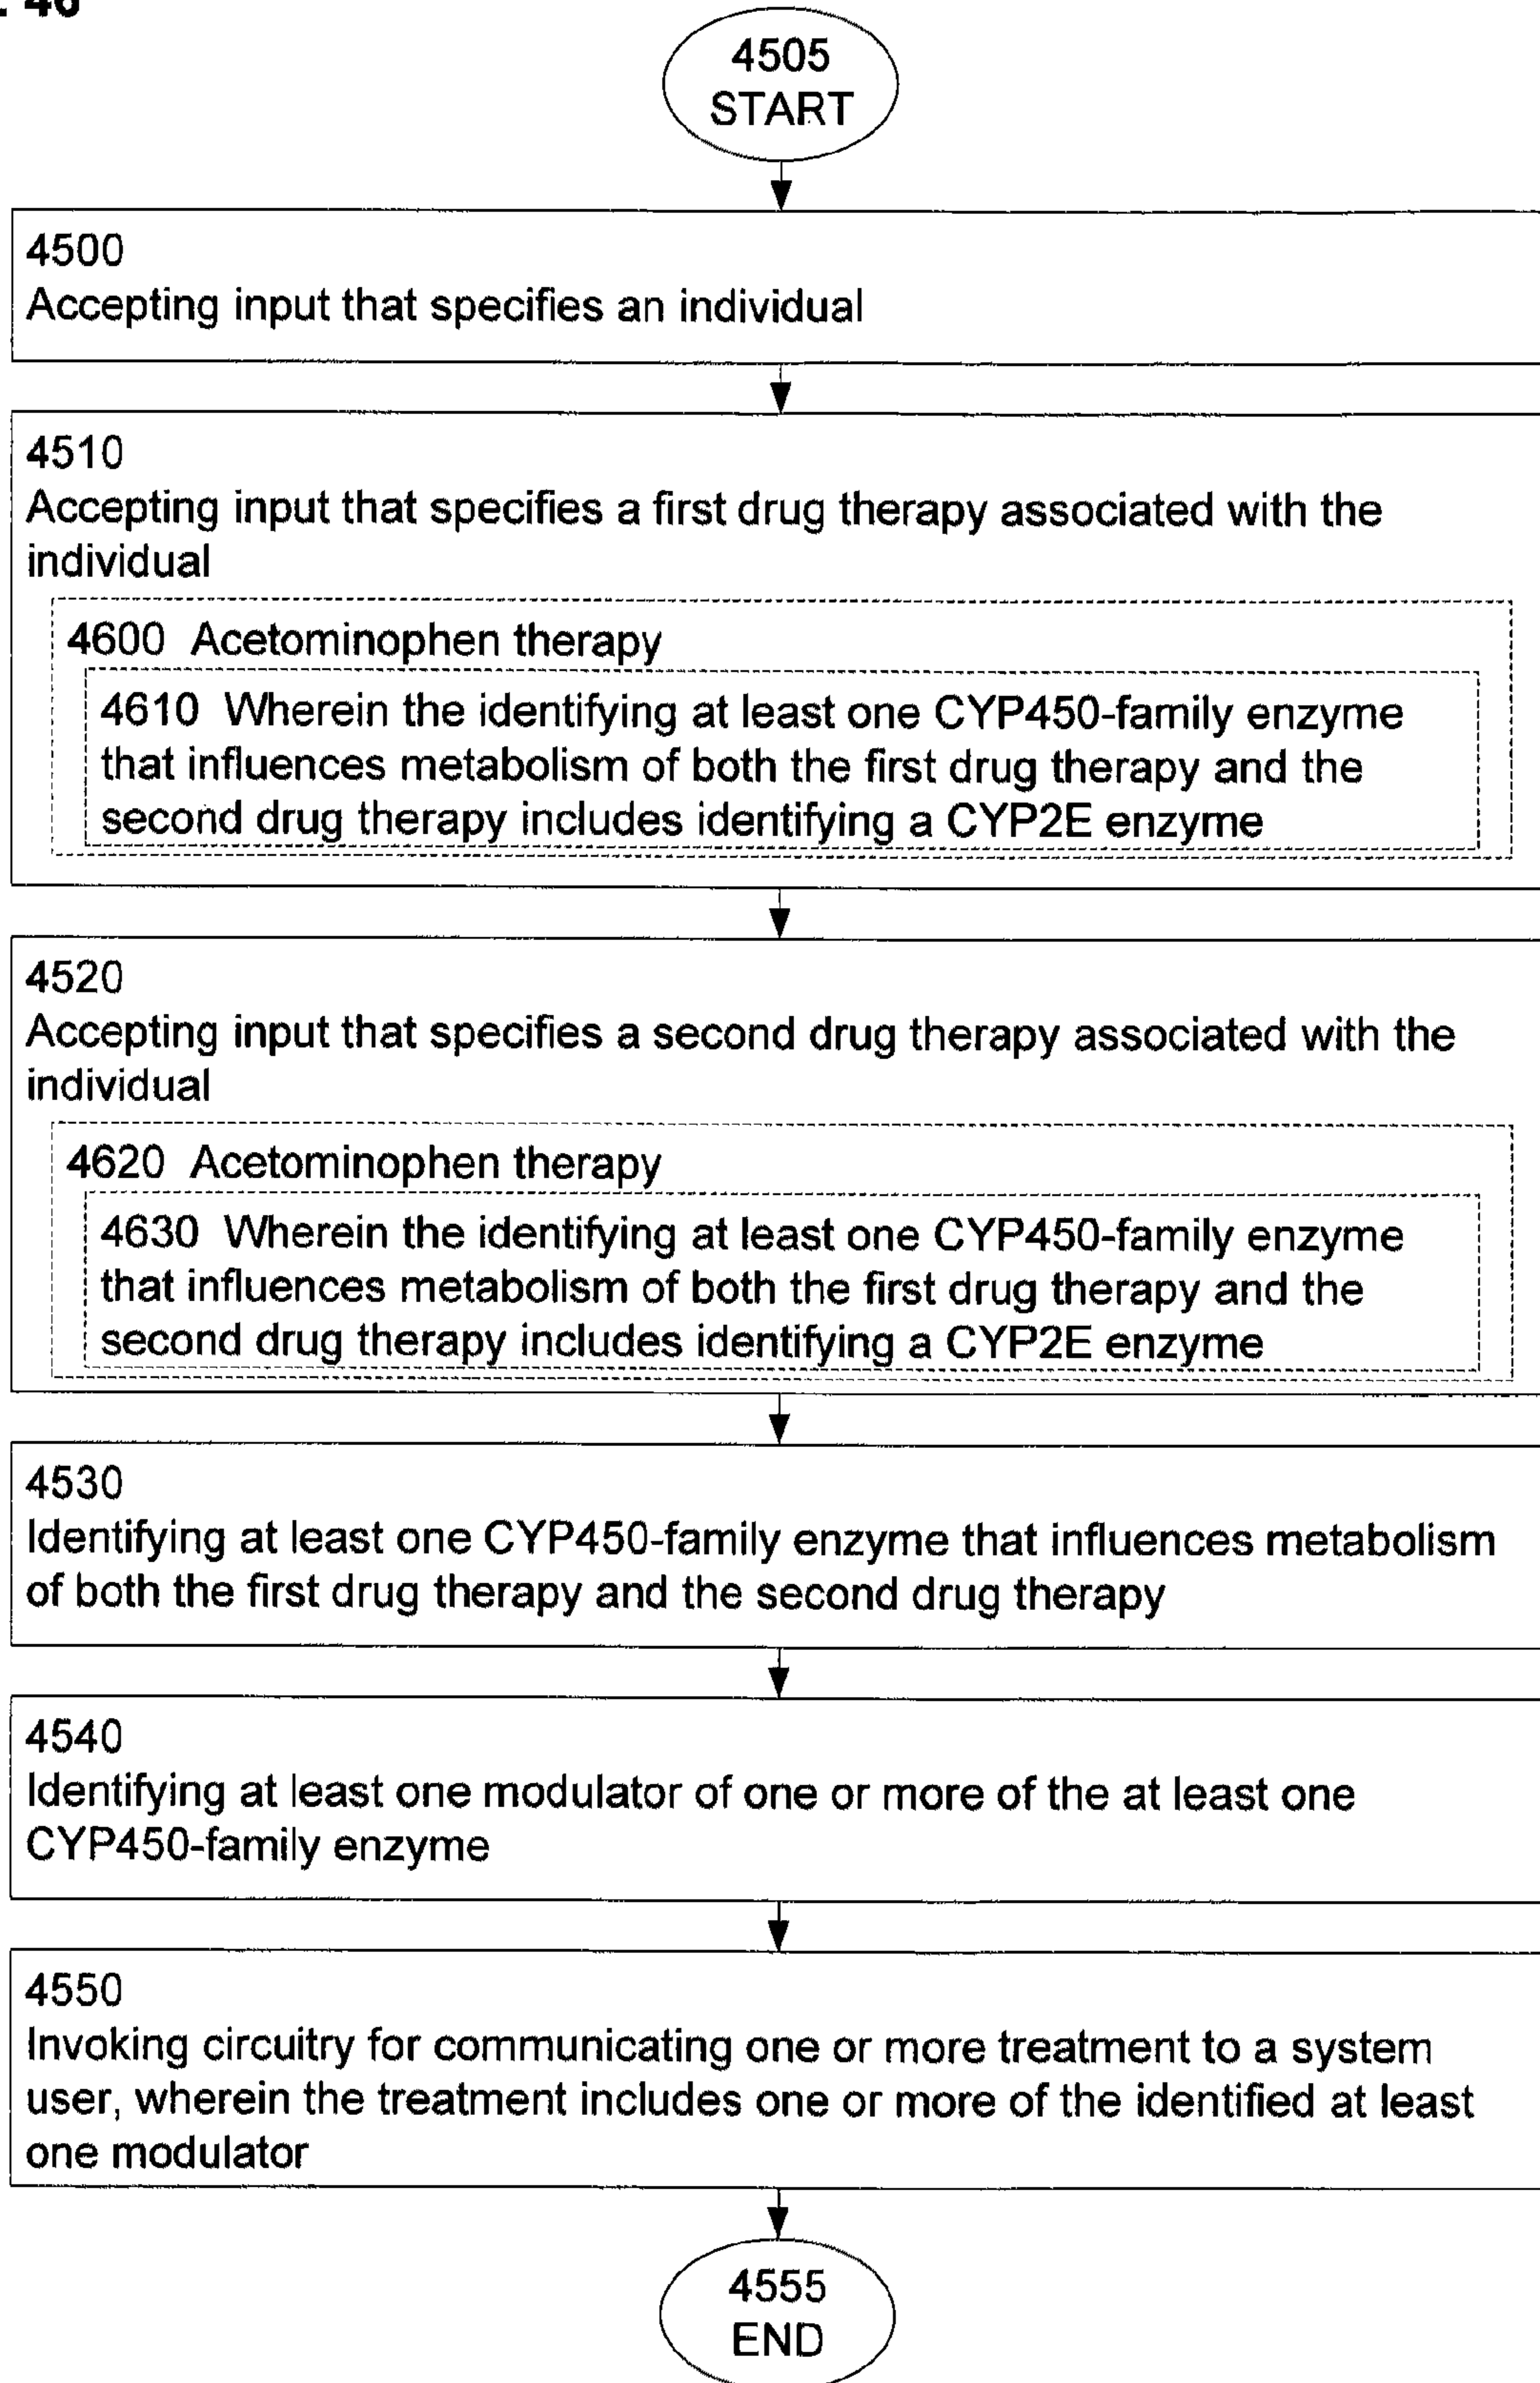 . 46
4505
START
4500
Accepting input that specifies an individual
4510
Accepting input that specifies a first drug therapy associated with the
individual
4600 Acetominophen therapy
4610 Wherein the identifying at least one CYP450-family enzyme
that influences metabolism of both the first drug therapy and the
second drug therapy includes identifying a CYP2E enzyme
4520
Accepting input that specifies a second drug therapy associated with the
individual
4620 Acetominophen therapy
4630 Wherein the identifying at least one CYP450-family enzyme
that influences metabolism of both the first drug therapy and the
second drug therapy includes identifying a CYP2E enzyme
4530
Identifying at least one CYP450-family enzyme that influences metabolism
of both the first drug therapy and the second drug therapy
4540
Identifying at least one modulator of one or more of the at least one
CYP450-family enzyme
4550
Invoking circuitry for communicating one or more treatment to a system
user, wherein the treatment includes one or more of the identified at least
one modulator
4555
END